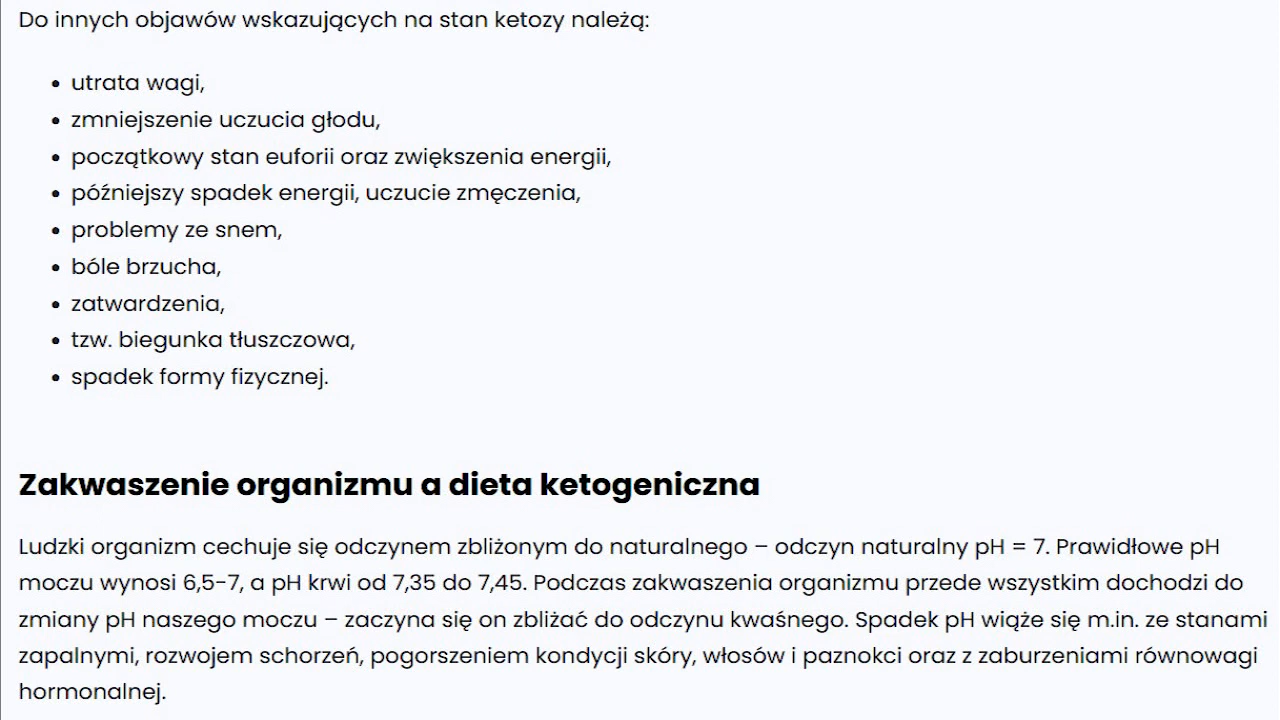 Do innych objawów wskazujących na stan ketozy należą:
• utrata wagi,
• zmniejszenie uczucia głodu,
• początkowy stan euforii oraz zwiększenia energii,
• późniejszy spadek energii, uczucie zmęczenia,
• problemy ze snem,
• bóle brzucha,
• zatwardzenia,
• tzw. biegunka tłuszczowa,
• spadek formy fizycznej.
Zakwaszenie organizmu a dieta ketogeniczna
Ludzki organizm cechuje się odczynem zbliżonym do naturalnego – odczyn naturalny pH = 7. Prawidłowe pH
moczu wynosi 6,5-7, a pH krwi od 7,35 do 7,45. Podczas zakwaszenia organizmu przede wszystkim dochodzi do
zmiany pH naszego moczu – zaczyna się on zbliżać do odczynu kwaśnego. Spadek pH wiąże się m.in. ze stanami
zapalnymi, rozwojem schorzeń, pogorszeniem kondycji skóry, włosów i paznokci oraz z zaburzeniami równowagi
hormonalnej.